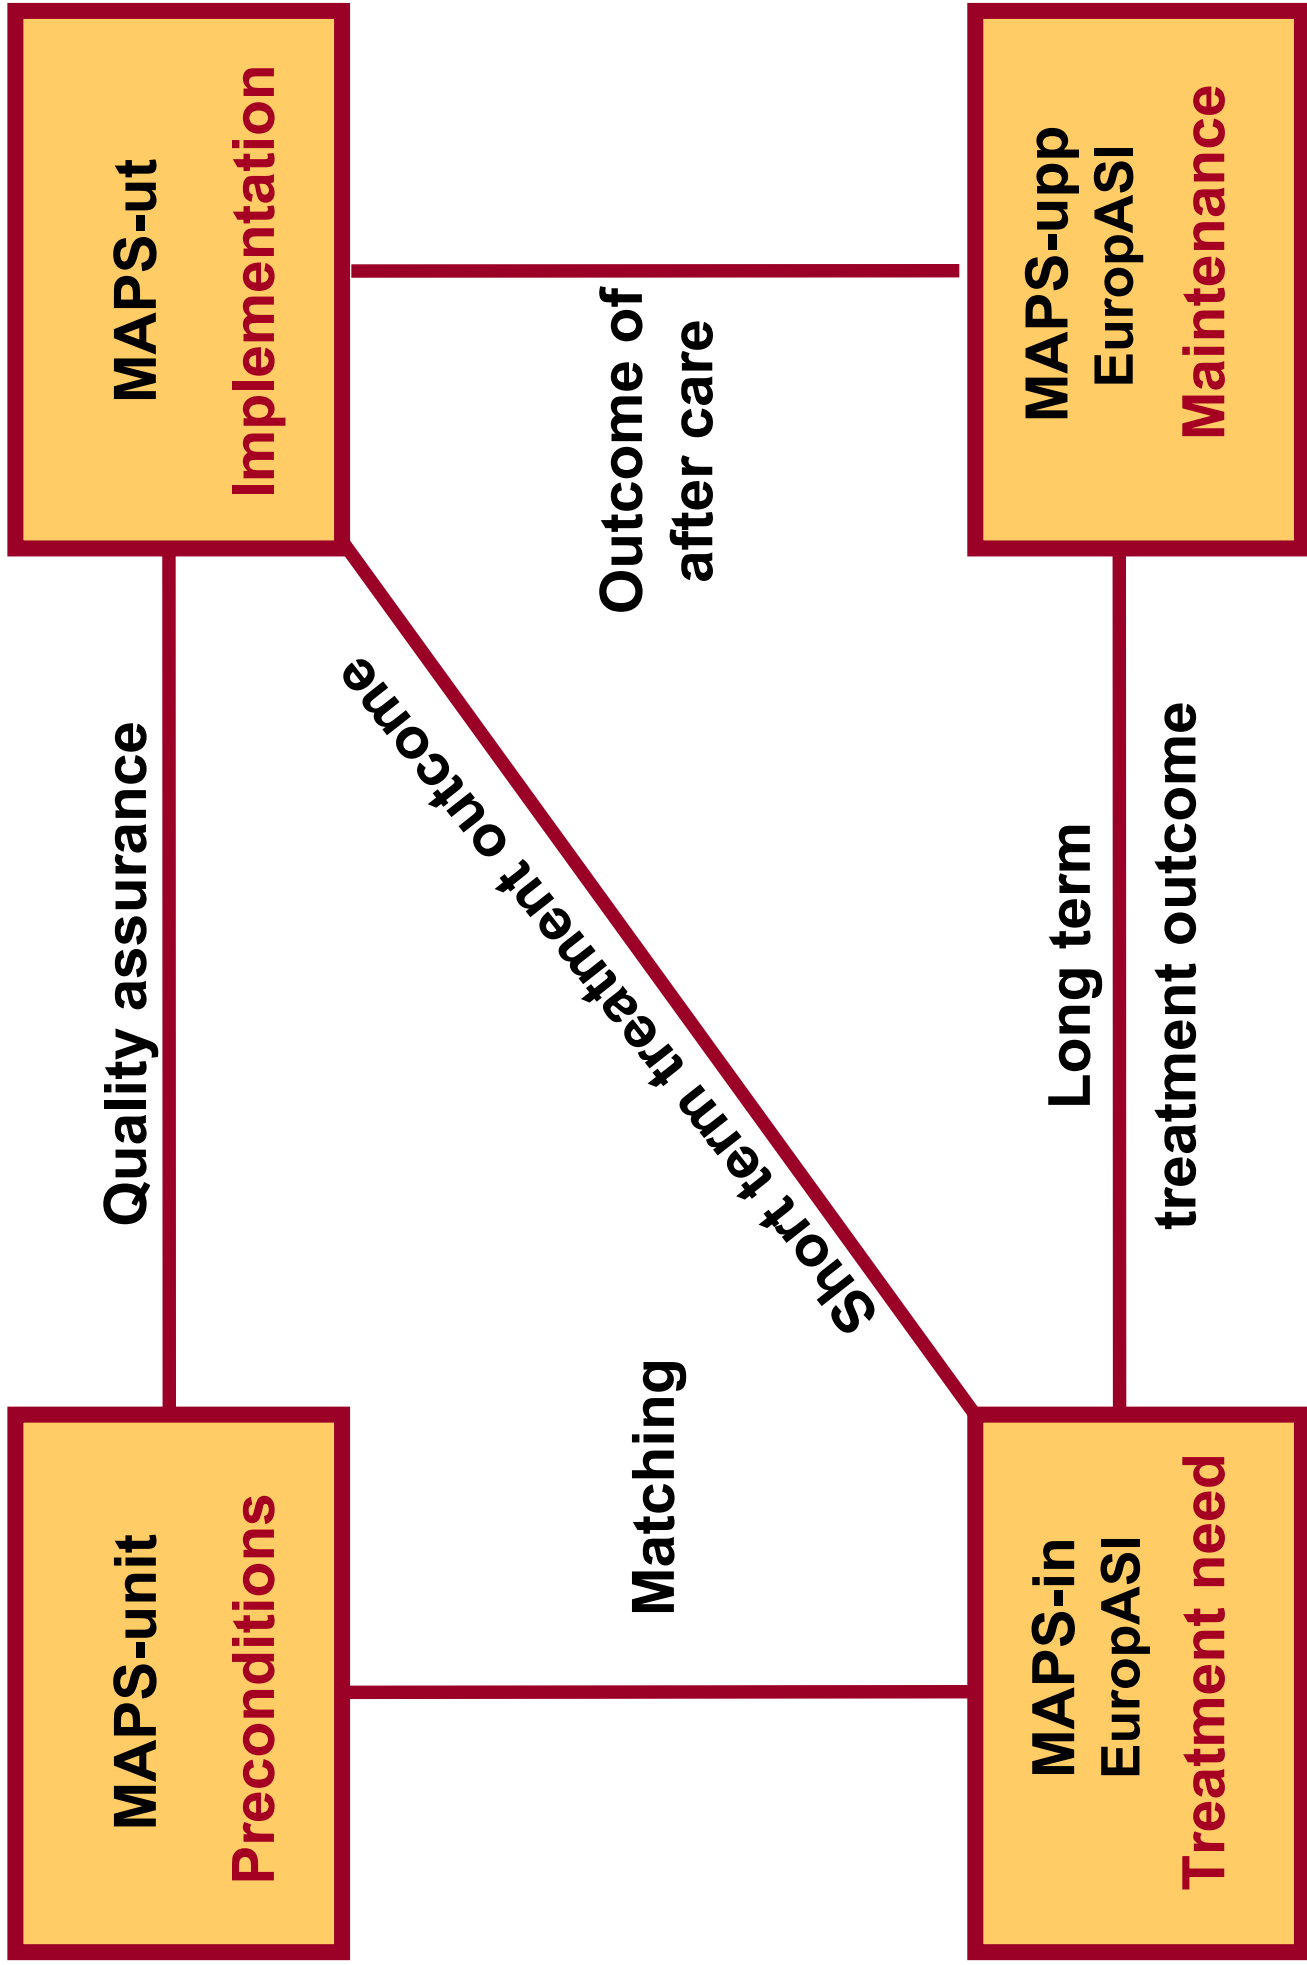 MAPS-unit
Preconditions
Quality assurance
MAPS-ut
Implementation
Matching
Short term treatment outcome
Outcome of
after care
MAPS-in
EuropASI
Treatment need
Long term
treatment outcome
MAPS-upp
EuropASI
Maintenance